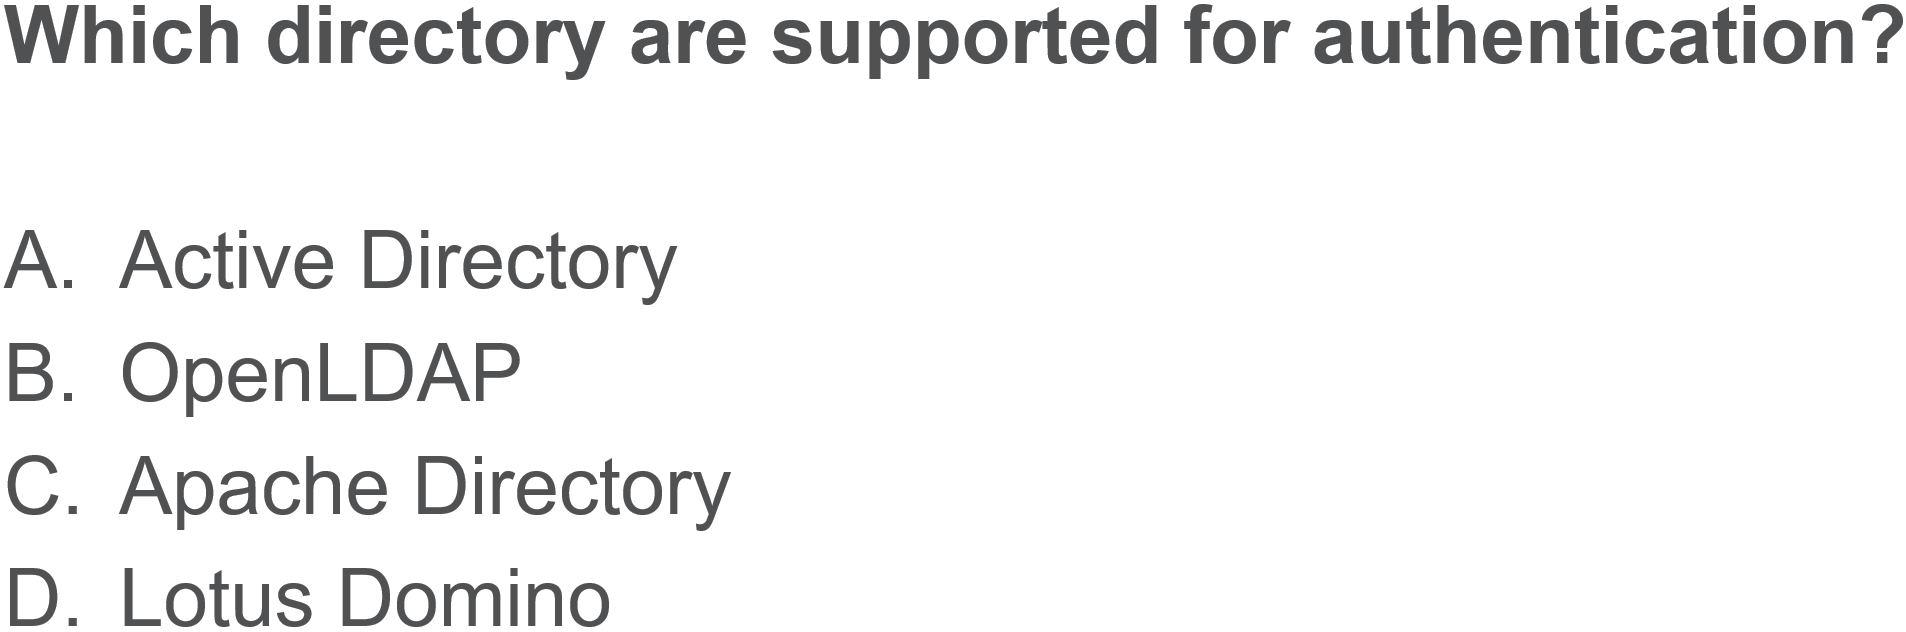 Which directory are supported for authentication?
A. Active Directory
B. OpenLDAP
C. Apache Directory
D. Lotus Domino